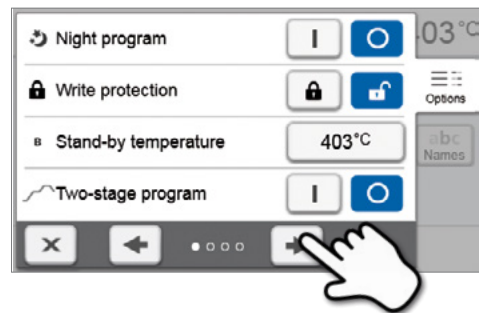 Night program I O
03°C
Write protection
Options
B Stand-by temperature 403°C
abc
Names
Two-stage program I O